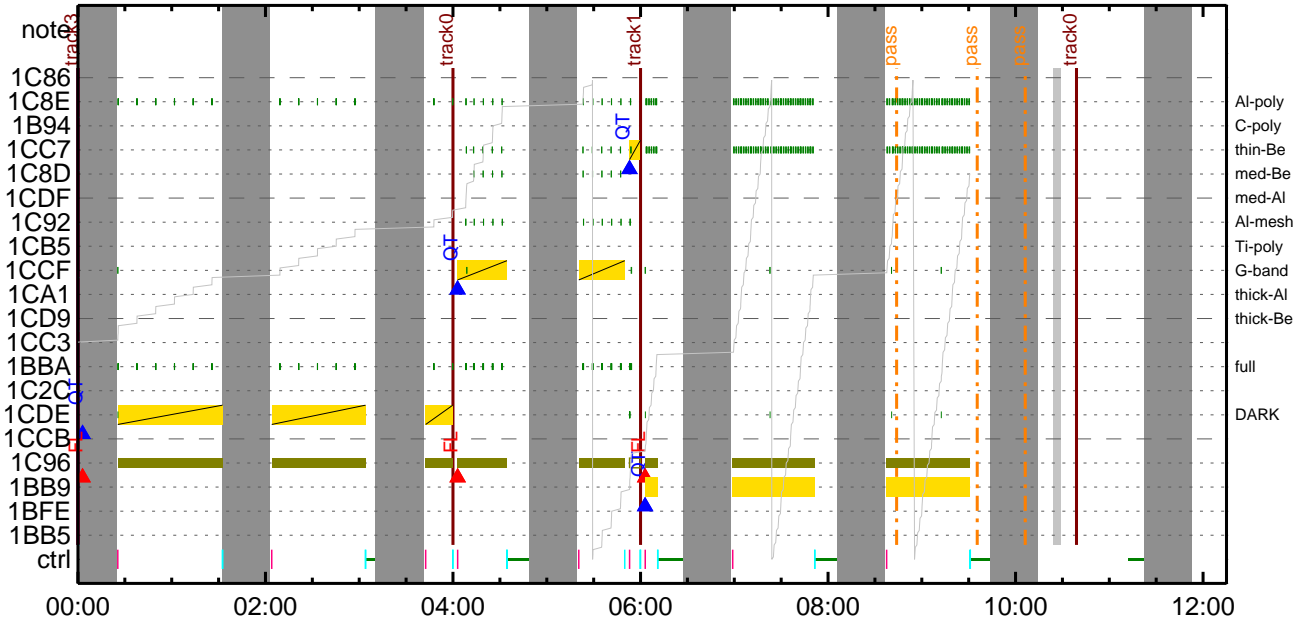 note
track3
track0
track1
pass
pass
pass
track0
1C86
1C8E Al-poly
1B94 C-poly
QT
1CC7 thin-Be
1C8D med-Be
1CDF med-Al
1C92 Al-mesh
1CB5 Ti-poly
QT
1CCF G-band
1CA1 thick-Al
1CD9 thick-Be
1CC3
1BBA full
1C2C
QT
1CDE DARK
1CCB
FL
FL
FL
1C96
QT
1BB9
1BFE
1BB5
ctrl
00:00 02:00 04:00 06:00 08:00 10:00 12:00